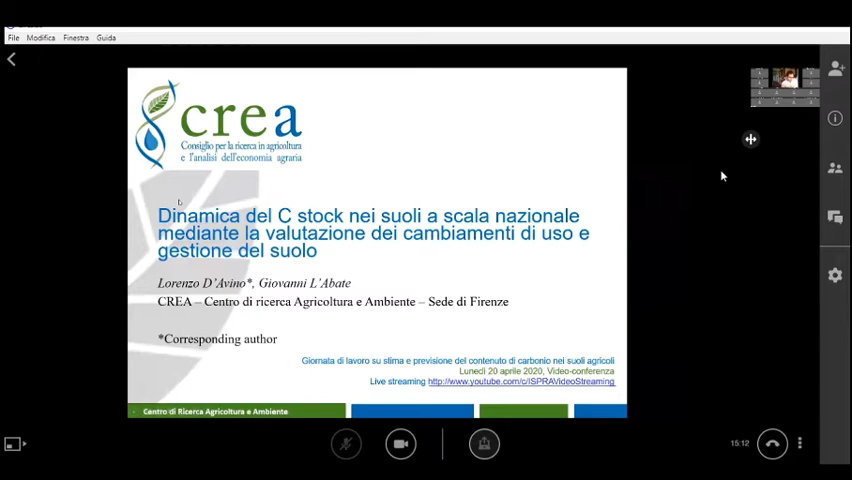 File Modifica Finestra Guida
crea
Consiglio per la ricerca in agricoltura
e l'analisi dell'economia agraria
Dinamica del C stock nei suoli a scala nazionale
mediante la valutazione dei cambiamenti di uso e
gestione del suolo
Lorenzo D'Avino*, Giovanni L'Abate
CREA – Centro di ricerca Agricoltura e Ambiente – Sede di Firenze
*Corresponding author
Giornata di lavoro su stima e previsione del contenuto di carbonio nei suoli agricoli
Lunedì 20 aprile 2020, Video-conferenza
Live streaming http://www.youtube.com/c/ISPRAVideoStreaming
Centro di Ricerca Agricoltura e Ambiente
15:12